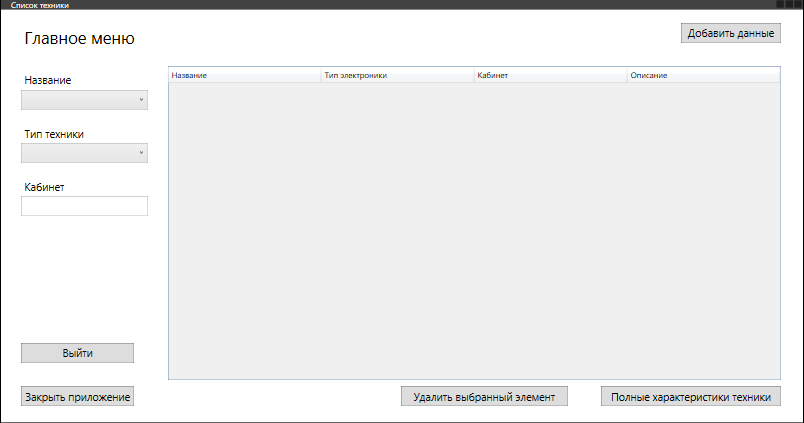 Список техники
Главное меню
Добавить данные
Название
Тип техники
Кабинет
Название Тип электроники Кабинет Описание
Выйти
Закрыть приложение
Удалить выбранный элемент
Полные характеристики техники